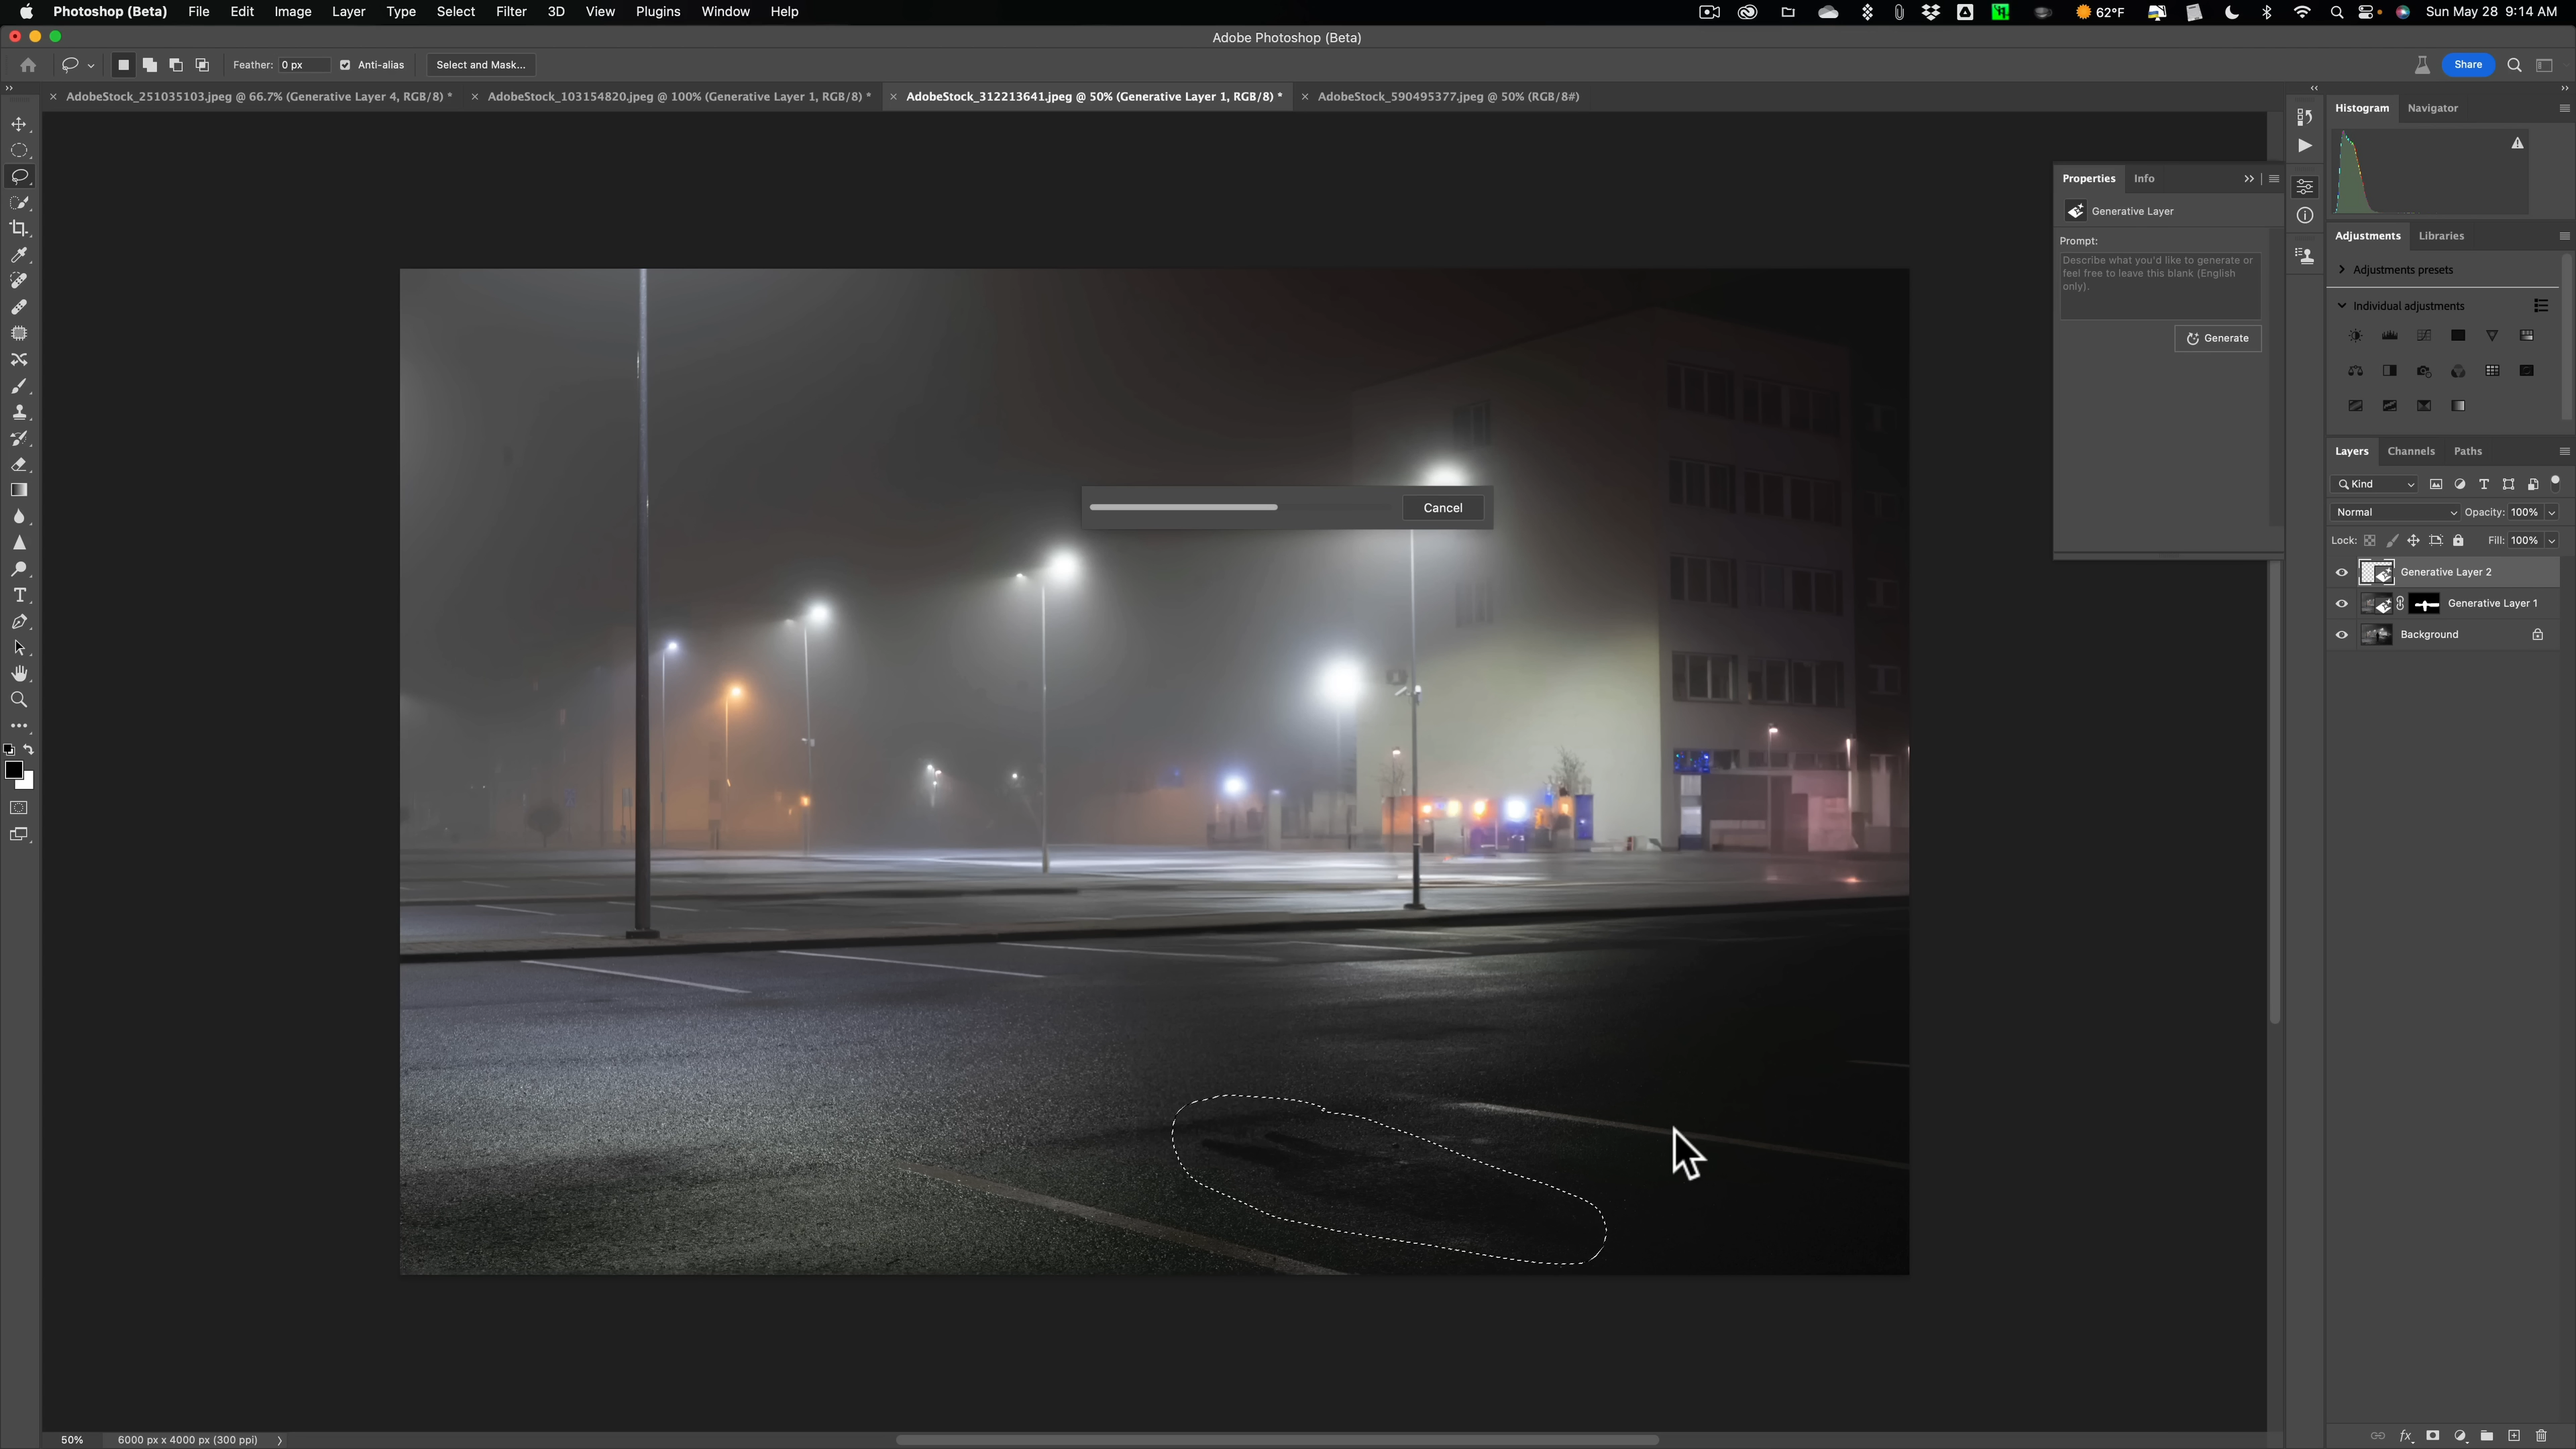 Photoshop (Beta) File Edit Image Layer Type Select Filter 3D View Plugins Window Help 62°F Sun May 28 9:14 AM
Adobe Photoshop (Beta)
Feather: 0 px Anti-alias Select and Mask... Share
AdobeStock_251035103.jpeg @ 66.7% (Generative Layer 4, RGB/8) * AdobeStock_103154820.jpeg @ 100% (Generative Layer 1, RGB/8) * AdobeStock_312213641.jpeg @ 50% (Generative Layer 1, RGB/8) * AdobeStock_590495377.jpeg @ 50% (RGB/8#)
Histogram Navigator
Properties Info
Generative Layer
Prompt:
Describe what you'd like to generate or
feel free to leave this blank (English
only).
Generate
Adjustments Libraries
Adjustments presets
Individual adjustments
Cancel
Layers Channels Paths
Kind
Normal Opacity: 100%
Lock: Fill: 100%
Generative Layer 2
Generative Layer 1
Background
50% 6000 px x 4000 px (300 ppi)